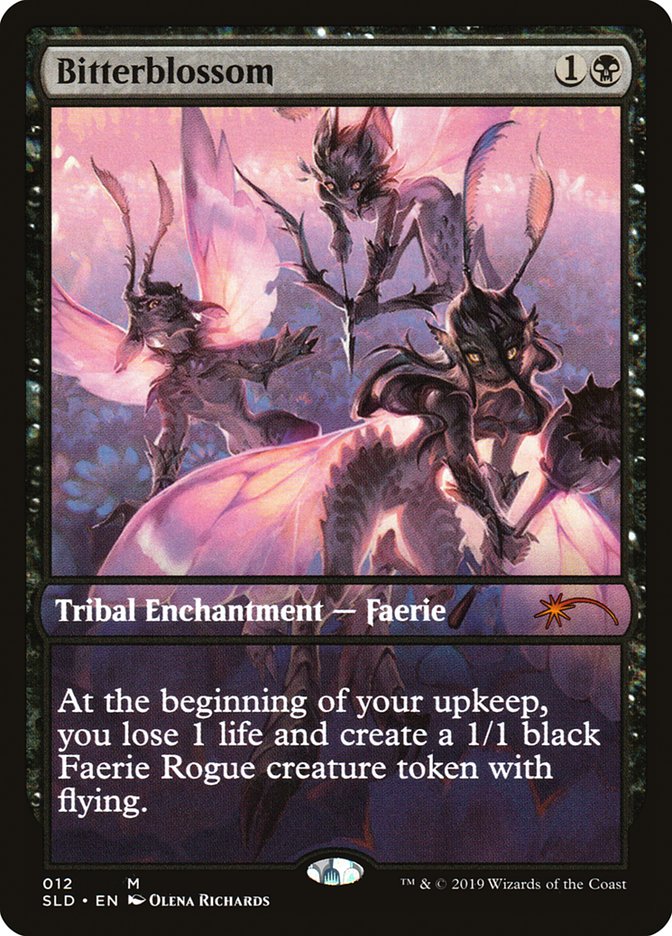 Bitterblossom 1
Tribal Enchantment — Faerie
At the beginning of your upkeep,
you lose 1 life and create a 1/1 black
Faerie Rogue creature token with
flying.
012 M
SLD • EN Olena Richards
™ & © 2019 Wizards of the Coast